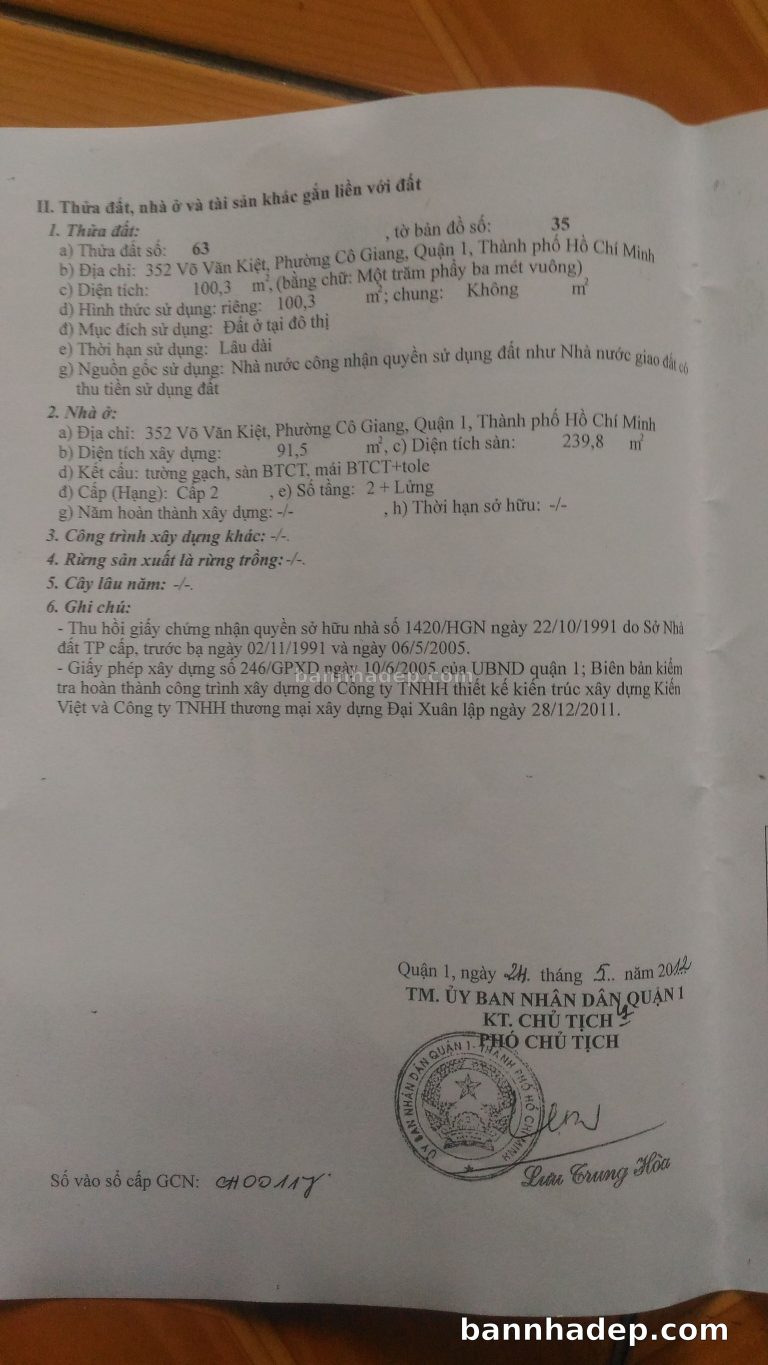 II. Thửa đất, nhà ở và tài sản khác gắn liền với đất
1. Thửa đất:
a) Thửa đất số: 63 , tờ bản đồ số: 35
b) Địa chỉ: 352 Võ Văn Kiệt, Phường Cô Giang, Quận 1, Thành phố Hồ Chí Minh
c) Diện tích: 100,3 m², (bằng chữ: Một trăm phẩy ba mét vuông)
d) Hình thức sử dụng: riêng: 100,3 m²; chung: Không m²
đ) Mục đích sử dụng: Đất ở tại đô thị
e) Thời hạn sử dụng: Lâu dài
g) Nguồn gốc sử dụng: Nhà nước công nhận quyền sử dụng đất như Nhà nước giao đất có
thu tiền sử dụng đất
2. Nhà ở:
a) Địa chỉ: 352 Võ Văn Kiệt, Phường Cô Giang, Quận 1, Thành phố Hồ Chí Minh
b) Diện tích xây dựng: 91,5 m², c) Diện tích sàn: 239,8 m²
d) Kết cấu: tường gạch, sàn BTCT, mái BTCT+tole
đ) Cấp (Hạng): Cấp 2 , e) Số tầng: 2 + Lửng
g) Năm hoàn thành xây dựng: -/- , h) Thời hạn sở hữu: -/-
3. Công trình xây dựng khác: -/-.
4. Rừng sản xuất là rừng trồng: -/-.
5. Cây lâu năm: -/-.
6. Ghi chú:
- Thu hồi giấy chứng nhận quyền sở hữu nhà số 1420/HGN ngày 22/10/1991 do Sở Nhà
đất TP cấp, trước bạ ngày 02/11/1991 và ngày 06/5/2005.
- Giấy phép xây dựng số 246/GPXD ngày 10/6/2005 của UBND quận 1; Biên bản kiểm
bannhadep.com
tra hoàn thành công trình xây dựng do Công ty TNHH thiết kế kiến trúc xây dựng Kiến
Việt và Công ty TNHH thương mại xây dựng Đại Xuân lập ngày 28/12/2011.
Quận 1, ngày 24. tháng 5.. năm 2012
TM. ỦY BAN NHÂN DÂN QUẬN 1
KT. CHỦ TỊCH
PHÓ CHỦ TỊCH
ỦY BAN NHÂN DÂN QUẬN 1 - THÀNH PHỐ HỒ CHÍ MINH
Lưu Trung Hòa
Số vào sổ cấp GCN:
bannhadep.com